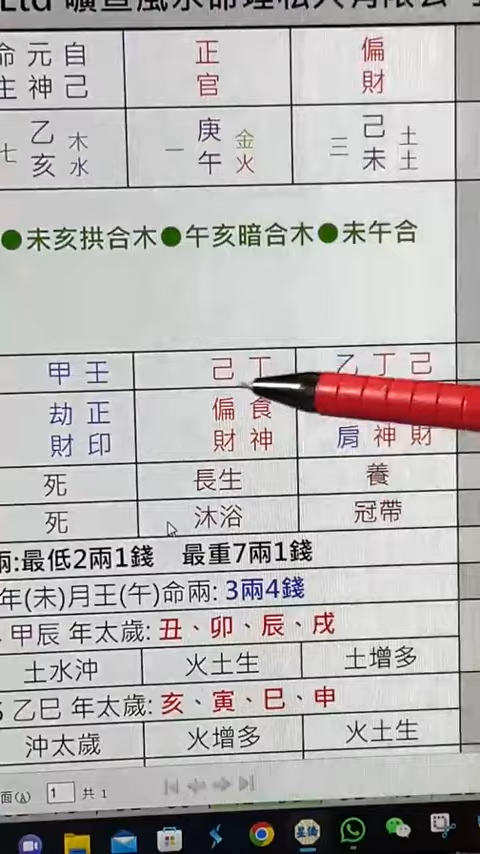 Ltd 曠壹風水命理私人有限公司
命元自 正 偏
主神己 官 財
七 乙 木 一 庚 金 三 己 土
亥 水 午 火 未 土
●未亥拱合木●午亥暗合木●未午合
甲 壬 己 丁 乙 丁 己
劫 正 偏 食
財 印 財 神 肩 神 財
死 長生 養
死 沐浴 冠帶
兩:最低2兩1錢 最重7兩1錢
年(未)月王(午)命兩: 3兩4錢
甲辰 年太歲: 丑、卯、辰、戌
土水沖 火土生 土增多
5 乙巳 年太歲: 亥、寅、巳、申
沖太歲 火增多 火土生
面(A) 1 共 1